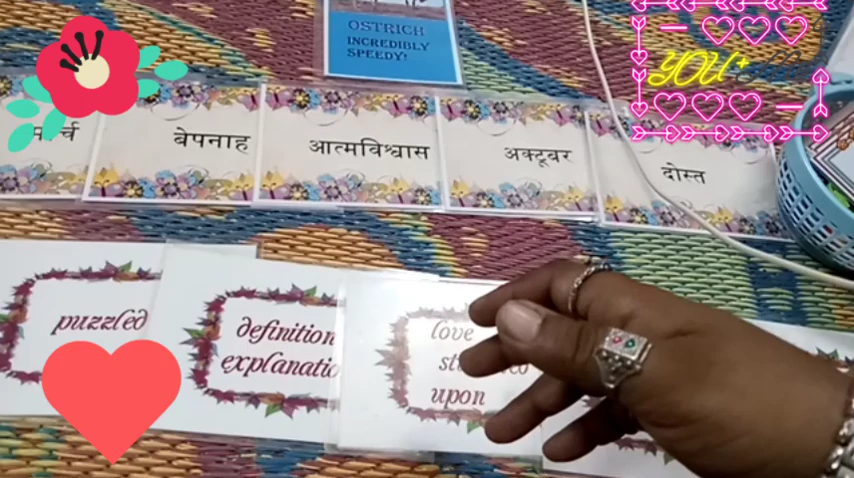 OSTRICH
INCREDIBLY
SPEEDY!
मार्च
बेपनाह
आत्मविश्वास
अक्टूबर
दोस्त
YOU
puzzled
definition
explanatio
love
upon